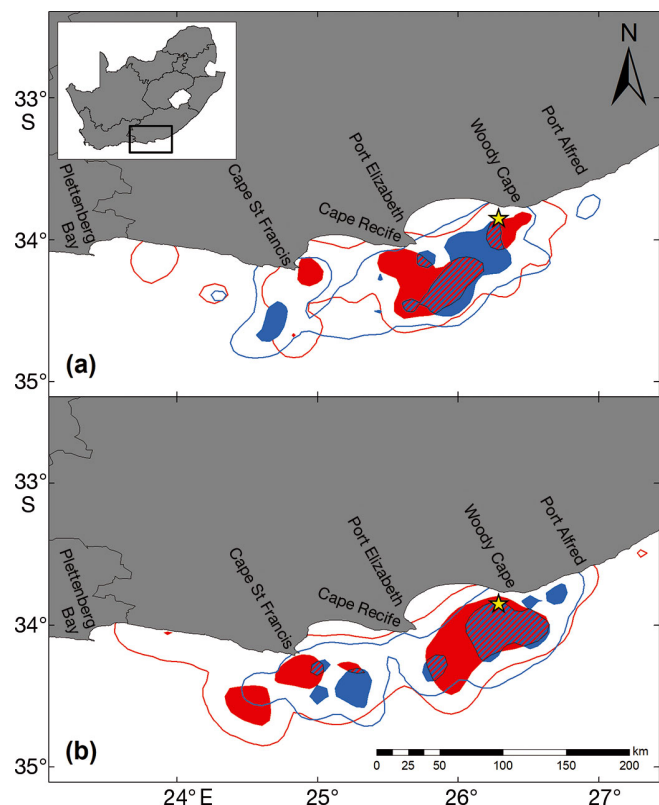 N
33°
S
34°
35°
Plettenberg
Bay
Cape St Francis
Port Elizabeth
Cape Recife
Woody Cape
Port Alfred
(a)
33°
S
34°
35°
Plettenberg
Bay
Cape St Francis
Port Elizabeth
Cape Recife
Woody Cape
Port Alfred
(b)
km
0 25 50 100 150 200
24° E 25° 26° 27°